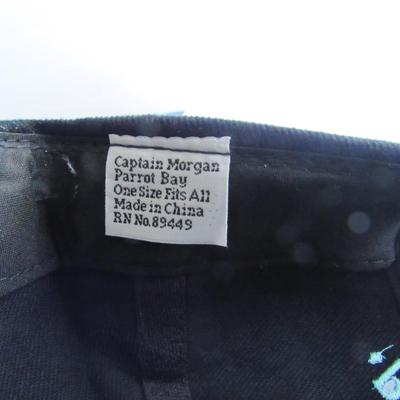 Captain Morgan
Parrot Bay
One Size Fits All
Made in China
RN No.89449